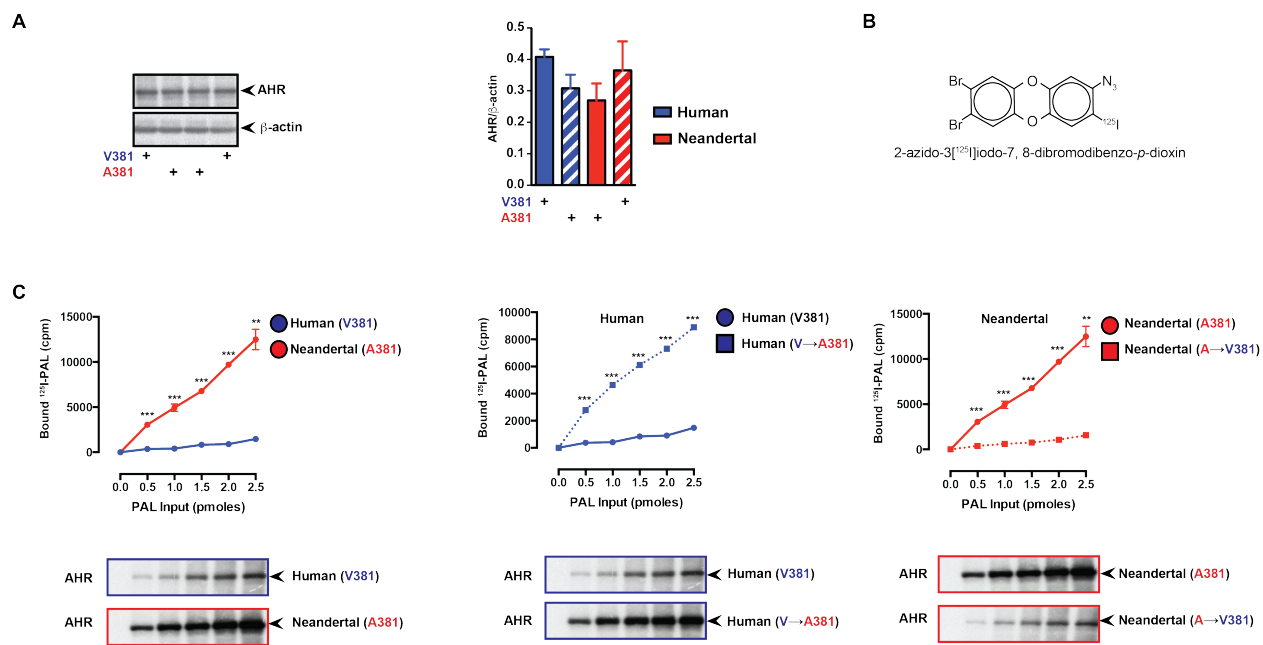 A
AHR
β-actin
V381 + +
A381 + +
AHR/β-actin
0.5
0.4
0.3
0.2
0.1
0.0
V381 + +
A381 + +
Human
Neandertal
B
Br
Br
O
O
N3
125I
2-azido-3[125I]iodo-7, 8-dibromodibenzo-p-dioxin
C
Bound 125I-PAL (cpm)
15000
10000
5000
0
*** *** *** *** **
0.0 0.5 1.0 1.5 2.0 2.5
PAL Input (pmoles)
Human (V381)
Neandertal (A381)
Human
Bound 125I-PAL (cpm)
10000
8000
6000
4000
2000
0
*** *** *** *** ***
0.0 0.5 1.0 1.5 2.0 2.5
PAL Input (pmoles)
Human (V381)
Human (V→A381)
Neandertal
Bound 125I-PAL (cpm)
15000
10000
5000
0
*** *** *** *** **
0.0 0.5 1.0 1.5 2.0 2.5
PAL Input (pmoles)
Neandertal (A381)
Neandertal (A→V381)
AHR Human (V381)
AHR Neandertal (A381)
AHR Human (V381)
AHR Human (V→A381)
AHR Neandertal (A381)
AHR Neandertal (A→V381)